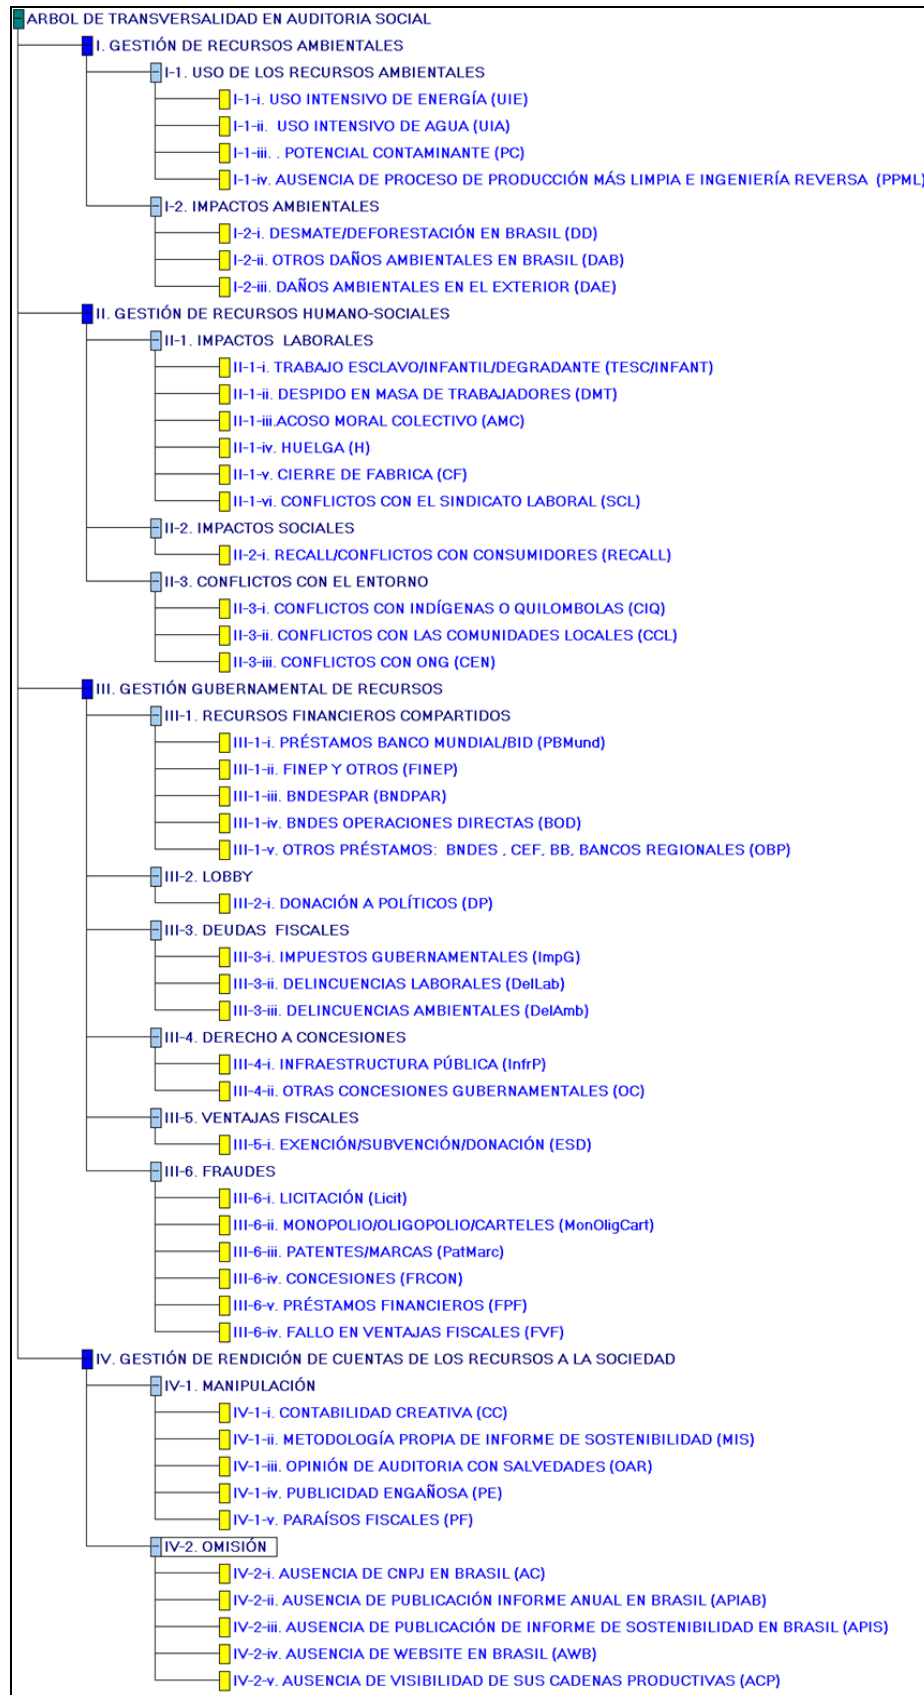 ARBOL DE TRANSVERSALIDAD EN AUDITORIA SOCIAL
I. GESTIÓN DE RECURSOS AMBIENTALES
I-1. USO DE LOS RECURSOS AMBIENTALES
I-1-i. USO INTENSIVO DE ENERGÍA (UIE)
I-1-ii. USO INTENSIVO DE AGUA (UIA)
I-1-iii. . POTENCIAL CONTAMINANTE (PC)
I-1-iv. AUSENCIA DE PROCESO DE PRODUCCIÓN MÁS LIMPIA E INGENIERÍA REVERSA (PPML)
I-2. IMPACTOS AMBIENTALES
I-2-i. DESMATE/DEFORESTACIÓN EN BRASIL (DD)
I-2-ii. OTROS DAÑOS AMBIENTALES EN BRASIL (DAB)
I-2-iii. DAÑOS AMBIENTALES EN EL EXTERIOR (DAE)
II. GESTIÓN DE RECURSOS HUMANO-SOCIALES
II-1. IMPACTOS LABORALES
II-1-i. TRABAJO ESCLAVO/INFANTIL/DEGRADANTE (TESC/INFANT)
II-1-ii. DESPIDO EN MASA DE TRABAJADORES (DMT)
II-1-iii.ACOSO MORAL COLECTIVO (AMC)
II-1-iv. HUELGA (H)
II-1-v. CIERRE DE FABRICA (CF)
II-1-vi. CONFLICTOS CON EL SINDICATO LABORAL (SCL)
II-2. IMPACTOS SOCIALES
II-2-i. RECALL/CONFLICTOS CON CONSUMIDORES (RECALL)
II-3. CONFLICTOS CON EL ENTORNO
II-3-i. CONFLICTOS CON INDÍGENAS O QUILOMBOLAS (CIQ)
II-3-ii. CONFLICTOS CON LAS COMUNIDADES LOCALES (CCL)
II-3-iii. CONFLICTOS CON ONG (CEN)
III. GESTIÓN GUBERNAMENTAL DE RECURSOS
III-1. RECURSOS FINANCIEROS COMPARTIDOS
III-1-i. PRÉSTAMOS BANCO MUNDIAL/BID (PBMund)
III-1-ii. FINEP Y OTROS (FINEP)
III-1-iii. BNDESPAR (BNDPAR)
III-1-iv. BNDES OPERACIONES DIRECTAS (BOD)
III-1-v. OTROS PRÉSTAMOS: BNDES , CEF, BB, BANCOS REGIONALES (OBP)
III-2. LOBBY
III-2-i. DONACIÓN A POLÍTICOS (DP)
III-3. DEUDAS FISCALES
III-3-i. IMPUESTOS GUBERNAMENTALES (ImpG)
III-3-ii. DELINCUENCIAS LABORALES (DelLab)
III-3-iii. DELINCUENCIAS AMBIENTALES (DelAmb)
III-4. DERECHO A CONCESIONES
III-4-i. INFRAESTRUCTURA PÚBLICA (InfrP)
III-4-ii. OTRAS CONCESIONES GUBERNAMENTALES (OC)
III-5. VENTAJAS FISCALES
III-5-i. EXENCIÓN/SUBVENCIÓN/DONACIÓN (ESD)
III-6. FRAUDES
III-6-i. LICITACIÓN (Licit)
III-6-ii. MONOPOLIO/OLIGOPOLIO/CARTELES (MonOligCart)
III-6-iii. PATENTES/MARCAS (PatMarc)
III-6-iv. CONCESIONES (FRCON)
III-6-v. PRÉSTAMOS FINANCIEROS (FPF)
III-6-iv. FALLO EN VENTAJAS FISCALES (FVF)
IV. GESTIÓN DE RENDICIÓN DE CUENTAS DE LOS RECURSOS A LA SOCIEDAD
IV-1. MANIPULACIÓN
IV-1-i. CONTABILIDAD CREATIVA (CC)
IV-1-ii. METODOLOGÍA PROPIA DE INFORME DE SOSTENIBILIDAD (MIS)
IV-1-iii. OPINIÓN DE AUDITORIA CON SALVEDADES (OAR)
IV-1-iv. PUBLICIDAD ENGAÑOSA (PE)
IV-1-v. PARAÍSOS FISCALES (PF)
IV-2. OMISIÓN
IV-2-i. AUSENCIA DE CNPJ EN BRASIL (AC)
IV-2-ii. AUSENCIA DE PUBLICACIÓN INFORME ANUAL EN BRASIL (APIAB)
IV-2-iii. AUSENCIA DE PUBLICACIÓN DE INFORME DE SOSTENIBILIDAD EN BRASIL (APIS)
IV-2-iv. AUSENCIA DE WEBSITE EN BRASIL (AWB)
IV-2-v. AUSENCIA DE VISIBILIDAD DE SUS CADENAS PRODUCTIVAS (ACP)